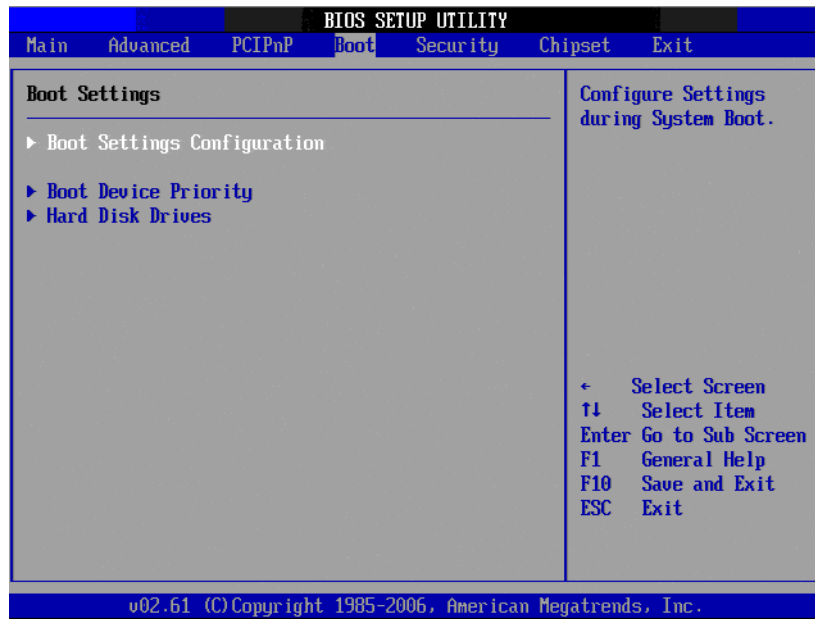 BIOS SETUP UTILITY
Main Advanced PCIPnP Boot Security Chipset Exit
Boot Settings
▶ Boot Settings Configuration
▶ Boot Device Priority
▶ Hard Disk Drives
Configure Settings
during System Boot.
← Select Screen
↑↓ Select Item
Enter Go to Sub Screen
F1 General Help
F10 Save and Exit
ESC Exit
v02.61 (C)Copyright 1985-2006, American Megatrends, Inc.